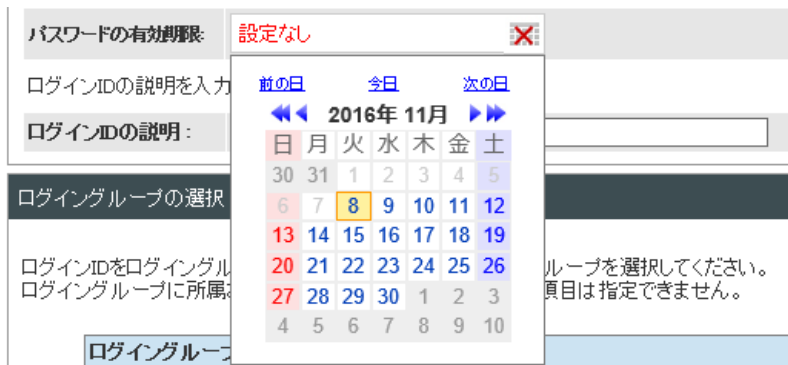 パスワードの有効期限:
設定なし
ログインIDの説明を入力
前の日 今日 次の日
2016年 11月
ログインIDの説明:
日 月 火 水 木 金 土
30 31 1 2 3 4 5
6 7 8 9 10 11 12
13 14 15 16 17 18 19
20 21 22 23 24 25 26
27 28 29 30 1 2 3
4 5 6 7 8 9 10
ログイングループの選択
ログインIDをログイングル
ループを選択してください。
ログイングループに所属
項目は指定できません。
ログイングループ